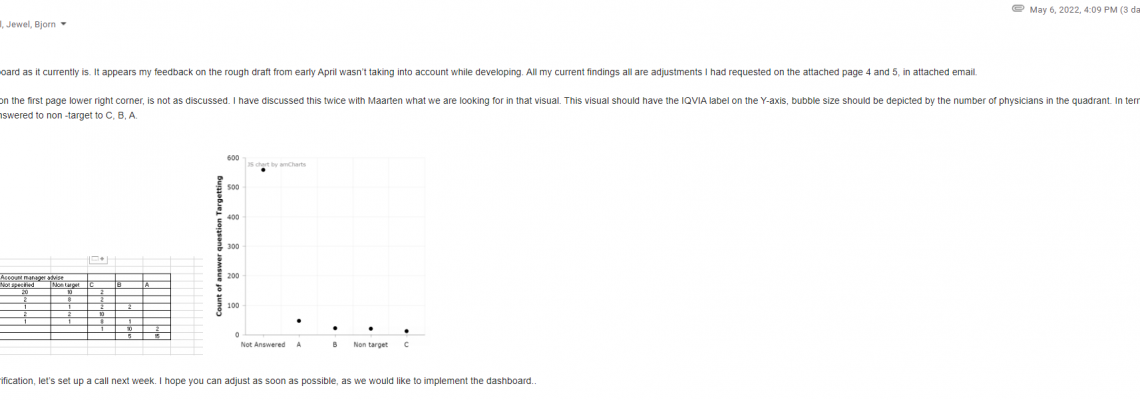 May 6, 2022, 4:09 PM (3 da
l, Jewel, Bjorn
oard as it currently is. It appears my feedback on the rough draft from early April wasn't taking into account while developing. All my current findings all are adjustments I had requested on the attached page 4 and 5, in attached email.
on the first page lower right corner, is not as discussed. I have discussed this twice with Maarten what we are looking for in that visual. This visual should have the IQVIA label on the Y-axis, bubble size should be depicted by the number of physicians in the quadrant. In terr
nswered to non -target to C, B, A.
JS chart by amCharts
Count of answer question Targetting
600
500
400
300
200
100
0
Not Answered A B Non target C
Account manager advise
Not specified Non target C B A
20 10 2
2 8 2
1 1 2 2
2 2 10
1 1 8 1
1 10 2
5 15
ification, let's set up a call next week. I hope you can adjust as soon as possible, as we would like to implement the dashboard..